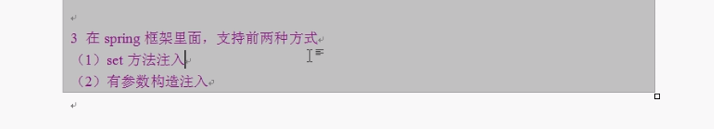 3 在 spring 框架里面，支持前两种方式
（1）set 方法注入
（2）有参数构造注入